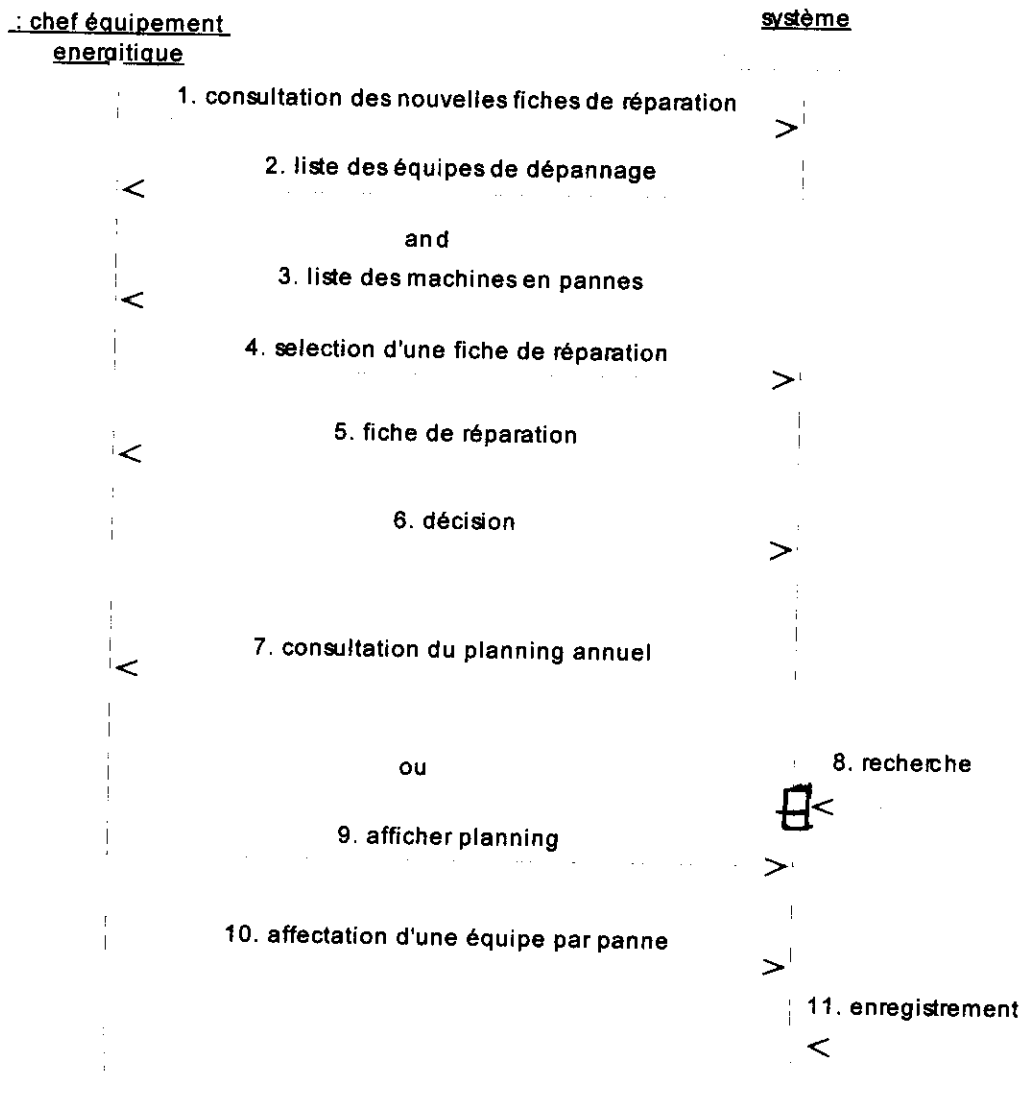 : chef équipement
energitique
système
1. consultation des nouvelles fiches de réparation
2. liste des équipes de dépannage
and
3. liste des machines en pannes
4. selection d'une fiche de réparation
5. fiche de réparation
6. décision
7. consultation du planning annuel
8. recherche
ou
9. afficher planning
10. affectation d'une équipe par panne
11. enregistrement